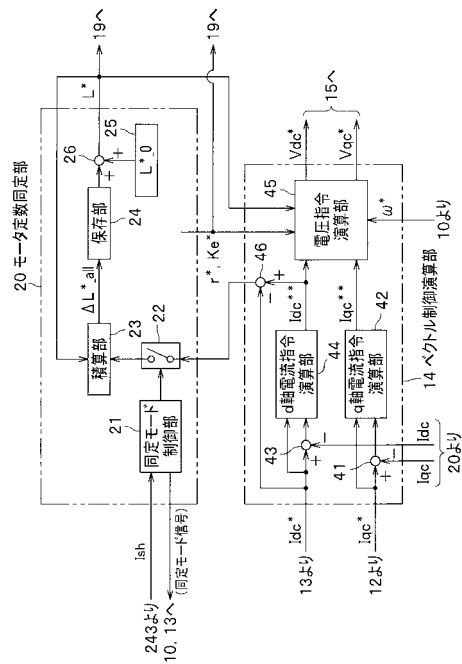 20 モータ定数同定部
243より
Ish
10, 13へ
(同定モード信号)
21
同定モード
制御部
22
23
積算部
ΔL*_all
24
保存部
25
L*_0
26
+
+
L*
19へ
19へ
r*, Ke*
13より
Idc*
12より
Iqc*
43
+
−
41
+
−
Iqc
Idc
20より
44
d軸電流指令
演算部
42
q軸電流指令
演算部
Idc**
Iqc**
46
+
−
45
電圧指令
演算部
ω*
10より
Vdc*
Vqc*
15へ
14 ベクトル制御演算部